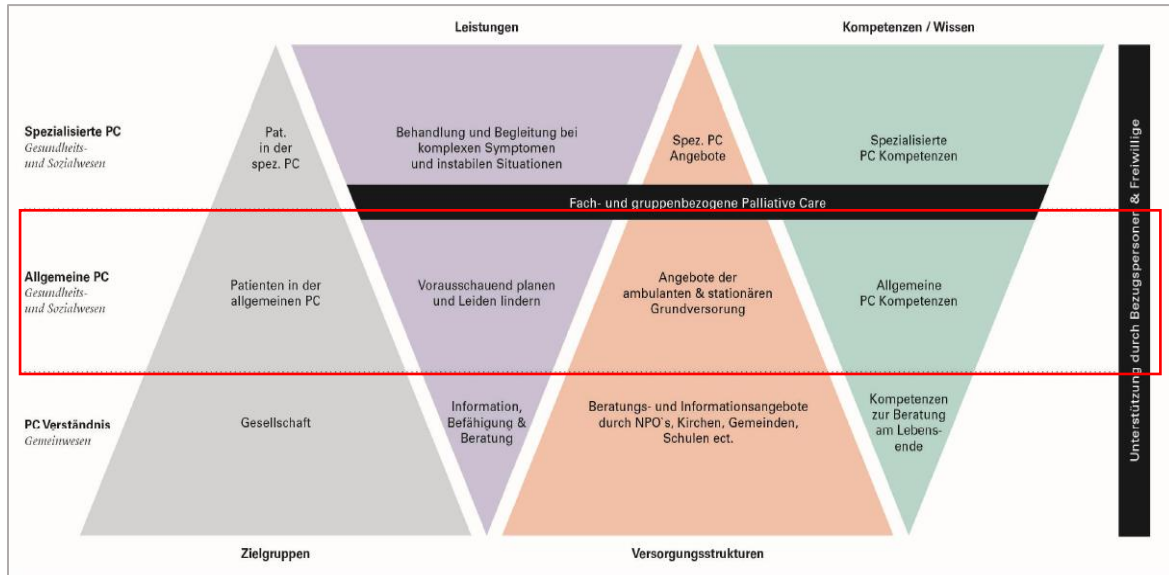 Leistungen
Kompetenzen / Wissen
Spezialisierte PC
Gesundheits-
und Sozialwesen
Pat.
in der
spez. PC
Behandlung und Begleitung bei
komplexen Symptomen
und instabilen Situationen
Spez. PC
Angebote
Spezialisierte
PC Kompetenzen
Fach- und gruppenbezogene Palliative Care
Allgemeine PC
Gesundheits-
und Sozialwesen
Patienten in der
allgemeinen PC
Vorausschauend planen
und Leiden lindern
Angebote der
ambulanten & stationären
Grundversorung
Allgemeine
PC Kompetenzen
PC Verständnis
Gemeinwesen
Gesellschaft
Information,
Befähigung &
Beratung
Beratungs- und Informationsangebote
durch NPO`s, Kirchen, Gemeinden,
Schulen ect.
Kompetenzen
zur Beratung
am Lebens-
ende
Unterstützung durch Bezugspersonen & Freiwillige
Zielgruppen
Versorgungsstrukturen